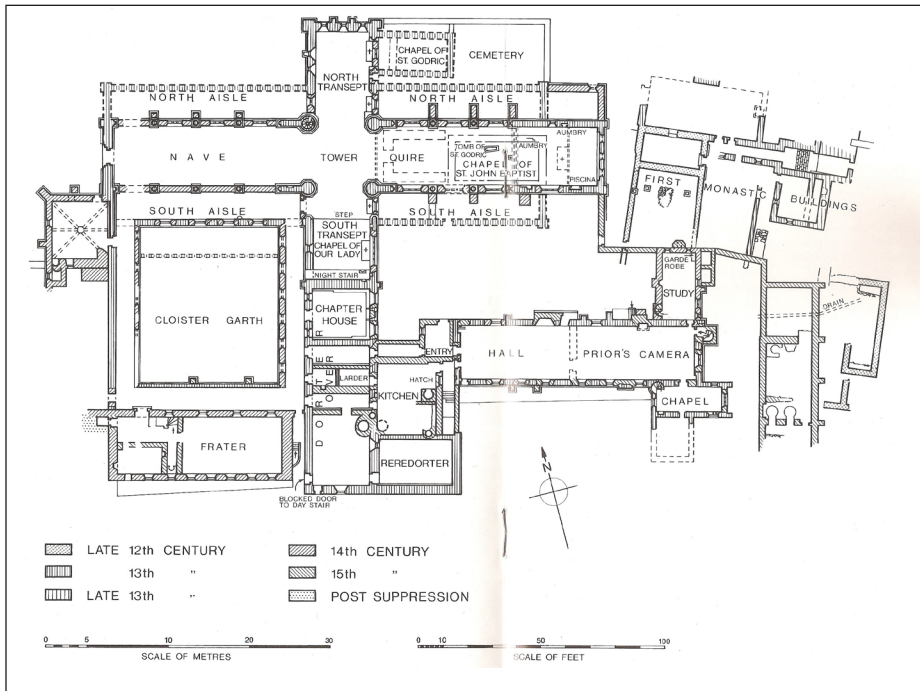 CHAPEL OF
ST. GODRIC
CEMETERY
NORTH
TRANSEPT
NORTH AISLE
NORTH AISLE
NAVE
TOWER
QUIRE
TOMB OF
ST. GODRIC
CHAPEL OF
ST. JOHN BAPTIST
AUMBRY
AUMBRY
PISCINA
FIRST
MONASTIC
BUILDINGS
SOUTH AISLE
STEP
SOUTH
TRANSEPT
CHAPEL OF
OUR LADY
SOUTH AISLE
NIGHT STAIR
GARDE
ROBE
STUDY
DRAIN
CLOISTER GARTH
CHAPTER
HOUSE
DORTER
OVER
LARDER
ENTRY
HATCH
KITCHEN
HALL
PRIOR'S CAMERA
CHAPEL
FRATER
REREDORTER
BLOCKED DOOR
TO DAY STAIR
N
LATE 12th CENTURY
13th "
LATE 13th "
14th CENTURY
15th "
POST SUPPRESSION
0 5 10 20 30
SCALE OF METRES
0 10 50 100
SCALE OF FEET